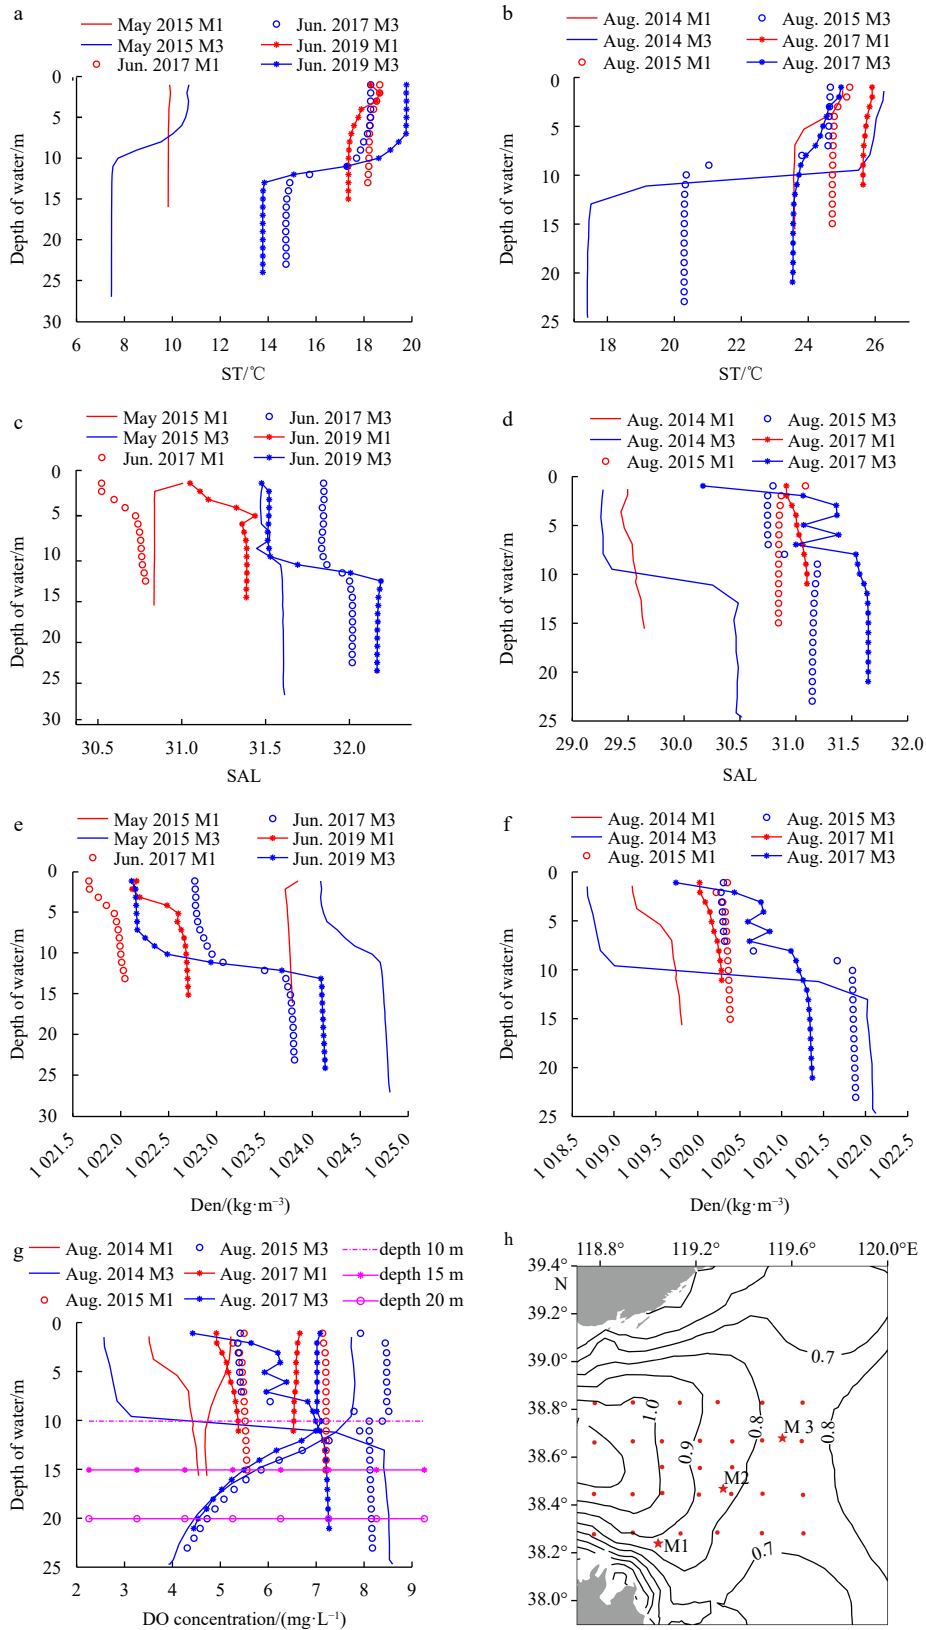 a
May 2015 M1
May 2015 M3
Jun. 2017 M1
Jun. 2017 M3
Jun. 2019 M1
Jun. 2019 M3
0
5
10
15
20
25
30
Depth of water/m
6 8 10 12 14 16 17 18 20
ST/℃
b
Aug. 2014 M1
Aug. 2014 M3
Aug. 2015 M1
Aug. 2015 M3
Aug. 2017 M1
Aug. 2017 M3
0
5
10
15
20
25
Depth of water/m
18 20 22 24 26
ST/℃
c
May 2015 M1
May 2015 M3
Jun. 2017 M1
Jun. 2017 M3
Jun. 2019 M1
Jun. 2019 M3
0
5
10
15
20
25
30
Depth of water/m
30.5 31.0 31.5 32.0
SAL
d
Aug. 2014 M1
Aug. 2014 M3
Aug. 2015 M1
Aug. 2015 M3
Aug. 2017 M1
Aug. 2017 M3
0
5
10
15
20
25
Depth of water/m
29.0 29.5 30.0 30.5 31.0 31.5 32.0
SAL
e
May 2015 M1
May 2015 M3
Jun. 2017 M1
Jun. 2017 M3
Jun. 2019 M1
Jun. 2019 M3
0
5
10
15
20
25
30
Depth of water/m
1 021.5 1 022.0 1 022.5 1 023.0 1 023.5 1 024.0 1 024.5 1 025.0
Den/(kg·m⁻³)
f
Aug. 2014 M1
Aug. 2014 M3
Aug. 2015 M1
Aug. 2015 M3
Aug. 2017 M1
Aug. 2017 M3
0
5
10
15
20
25
Depth of water/m
1 018.5 1 019.0 1 019.5 1 020.0 1 020.5 1 021.0 1 021.5 1 022.0 1 022.5
Den/(kg·m⁻³)
g
Aug. 2014 M1
Aug. 2014 M3
Aug. 2015 M1
Aug. 2015 M3
Aug. 2017 M1
Aug. 2017 M3
depth 10 m
depth 15 m
depth 20 m
0
5
10
15
20
25
Depth of water/m
2 3 4 5 6 7 8 9
DO concentration/(mg·L⁻¹)
h
118.8° 119.2° 119.6° 120.0°E
39.4°
N
39.2°
39.0°
38.8°
38.6°
38.4°
38.2°
38.0°
0.7
1.0
0.9
0.8
0.8
0.7
M 3
M2
M1